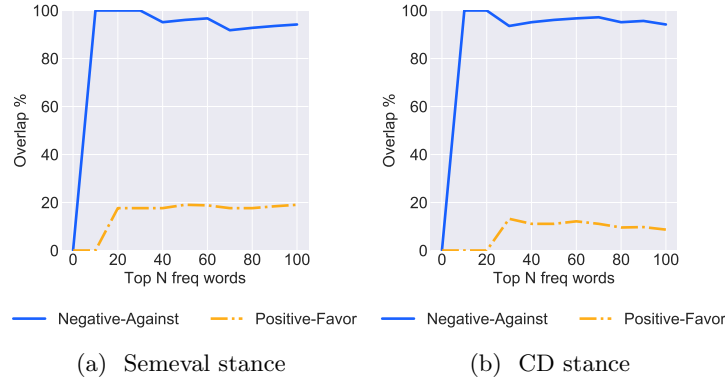 100
80
60
40
20
0
Overlap %
0 20 40 60 80 100
Top N freq words
Negative-Against Positive-Favor
(a) Semeval stance
100
80
60
40
20
0
Overlap %
0 20 40 60 80 100
Top N freq words
Negative-Against Positive-Favor
(b) CD stance